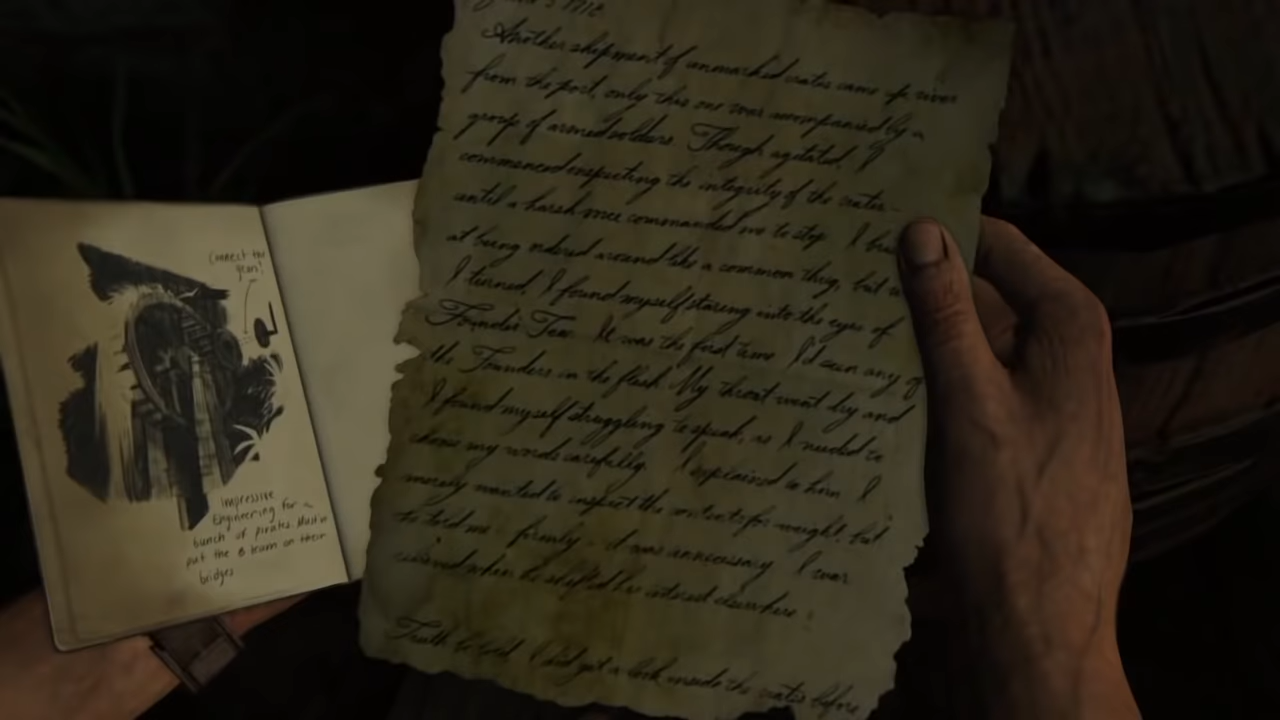 Connect the
gears?
Impressive
Engineering for a
bunch of pirates. Must've
put the B team on their
bridges
1718
Another shipment of unmarked crates came up river
from the port, only this one was accompanied by a
group of armed soldiers. Though agitated, I
commenced inspecting the integrity of the crates
until a harsh voice commanded me to stop. I
at being ordered around like a common thug, but
I turned, I found myself staring into the eyes of
Founder Tew. It was the first time I'd seen any of
the Founders in the flesh. My throat went dry and
I found myself struggling to speak, as I needed to
choose my words carefully. I explained to him I
merely wanted to inspect the contents for weight, but
he told me - firmly - it was unnecessary. I was
relieved when he shifted his interest elsewhere.
Truth be told, I did get a look inside the crates before